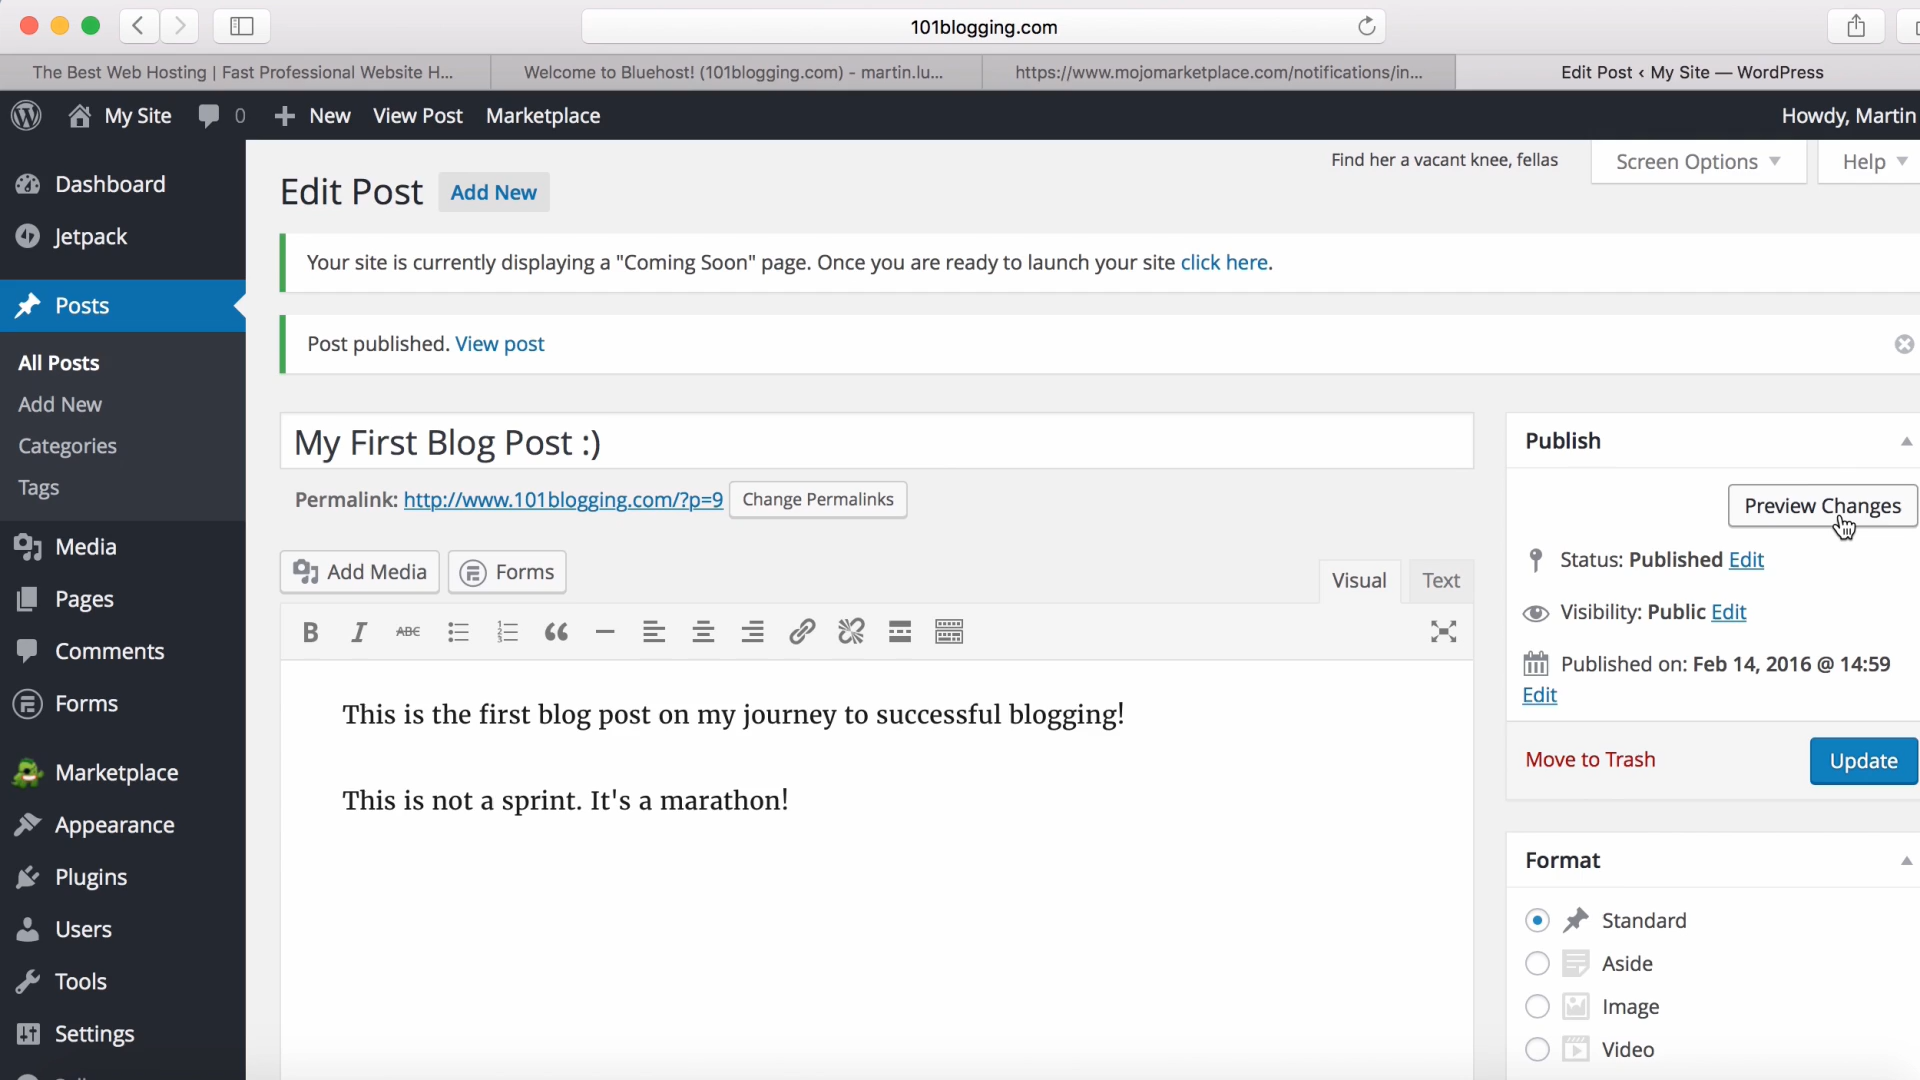 101blogging.com
The Best Web Hosting | Fast Professional Website H...
Welcome to Bluehost! (101blogging.com) - martin.lu...
https://www.mojomarketplace.com/notifications/in...
Edit Post ‹ My Site — WordPress
My Site
0
New
View Post
Marketplace
Howdy, Martin
Dashboard
Jetpack
Posts
All Posts
Add New
Categories
Tags
Media
Pages
Comments
Forms
Marketplace
Appearance
Plugins
Users
Tools
Settings
Find her a vacant knee, fellas
Screen Options
Help
Edit Post
Add New
Your site is currently displaying a "Coming Soon" page. Once you are ready to launch your site click here.
Post published. View post
My First Blog Post :)
Permalink: http://www.101blogging.com/?p=9
Change Permalinks
Add Media
Forms
Visual
Text
B
I
ABC
This is the first blog post on my journey to successful blogging!
This is not a sprint. It's a marathon!
Publish
Preview Changes
Status: Published Edit
Visibility: Public Edit
Published on: Feb 14, 2016 @ 14:59
Edit
Move to Trash
Update
Format
Standard
Aside
Image
Video